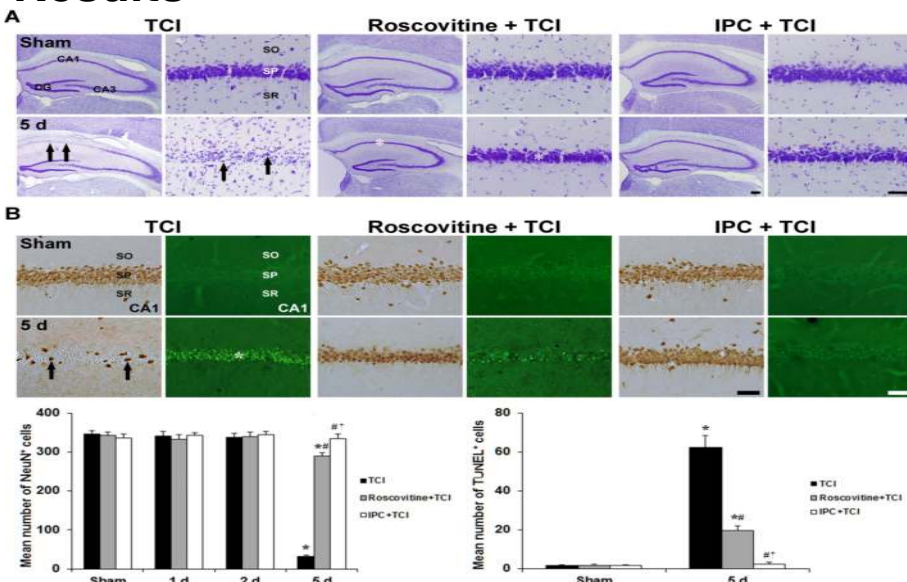 A
TCI Roscovitine + TCI IPC + TCI
Sham
CA1
DG
CA3
SO
SP
SR
5 d
*
*
B
TCI Roscovitine + TCI IPC + TCI
Sham
SO
SP
SR
CA1
SO
SP
SR
CA1
5 d
*
Mean number of NeuN⁺ cells
400
300
200
100
0
*
*#
#†
Sham 1 d 2 d 5 d
TCI
Roscovitine+TCI
IPC+TCI
Mean number of TUNEL⁺ cells
80
60
40
20
0
*
*#
#†
Sham 5 d
TCI
Roscovitine+TCI
IPC+TCI